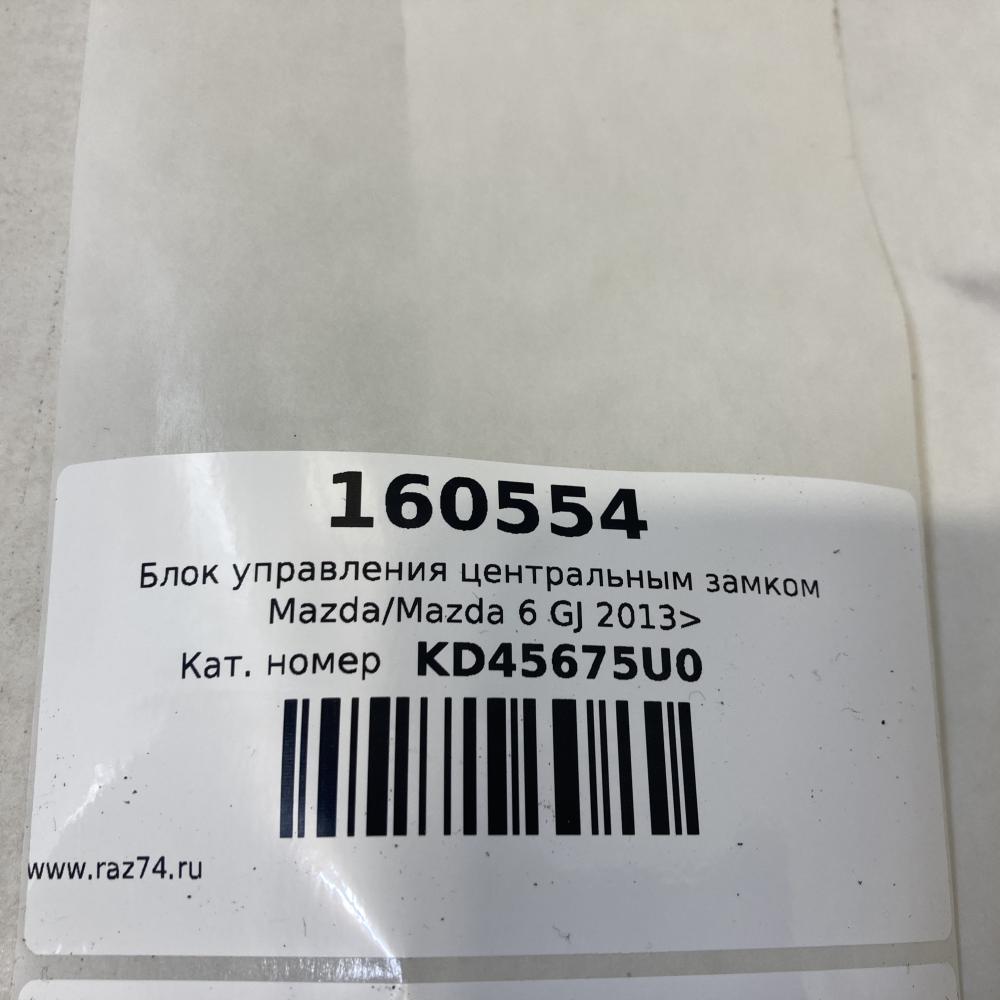 160554
Блок управления центральным замком
Mazda/Mazda 6 GJ 2013>
Кат. номер KD45675U0
www.raz74.ru